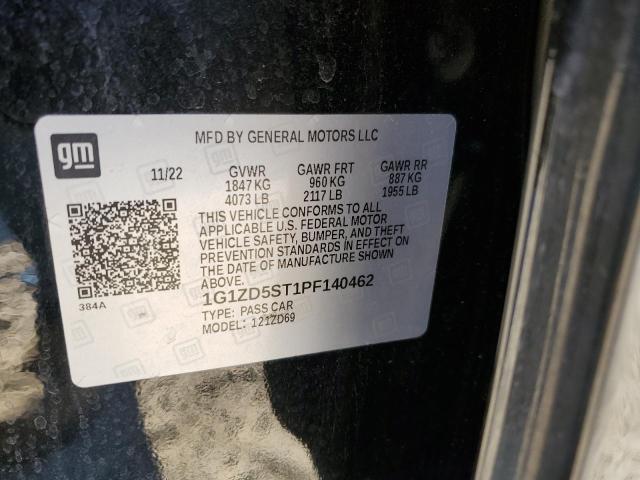 gm
MFD BY GENERAL MOTORS LLC
11/22 GVWR GAWR FRT GAWR RR
1847 KG 960 KG 887 KG
4073 LB 2117 LB 1955 LB
THIS VEHICLE CONFORMS TO ALL
APPLICABLE U.S. FEDERAL MOTOR
VEHICLE SAFETY, BUMPER, AND THEFT
PREVENTION STANDARDS IN EFFECT ON
THE DATE OF MANUFACTURE SHOWN
ABOVE.
384A
1G1ZD5ST1PF140462
TYPE: PASS CAR
MODEL: 121ZD69